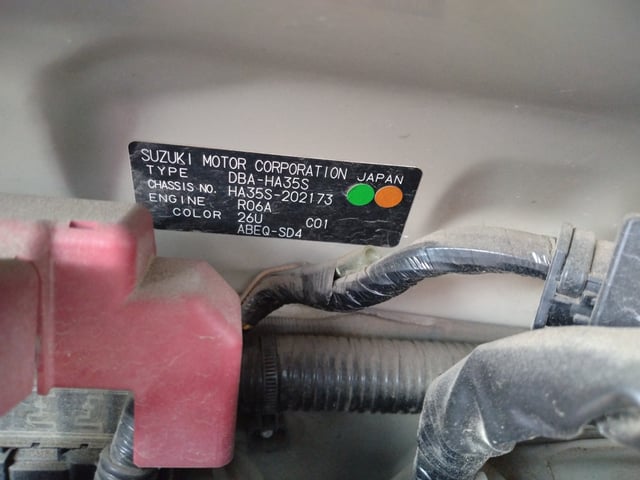 SUZUKI MOTOR CORPORATION JAPAN
TYPE DBA-HA35S
CHASSIS NO. HA35S-202173
ENGINE R06A
COLOR 26U C01
ABEQ-SD4